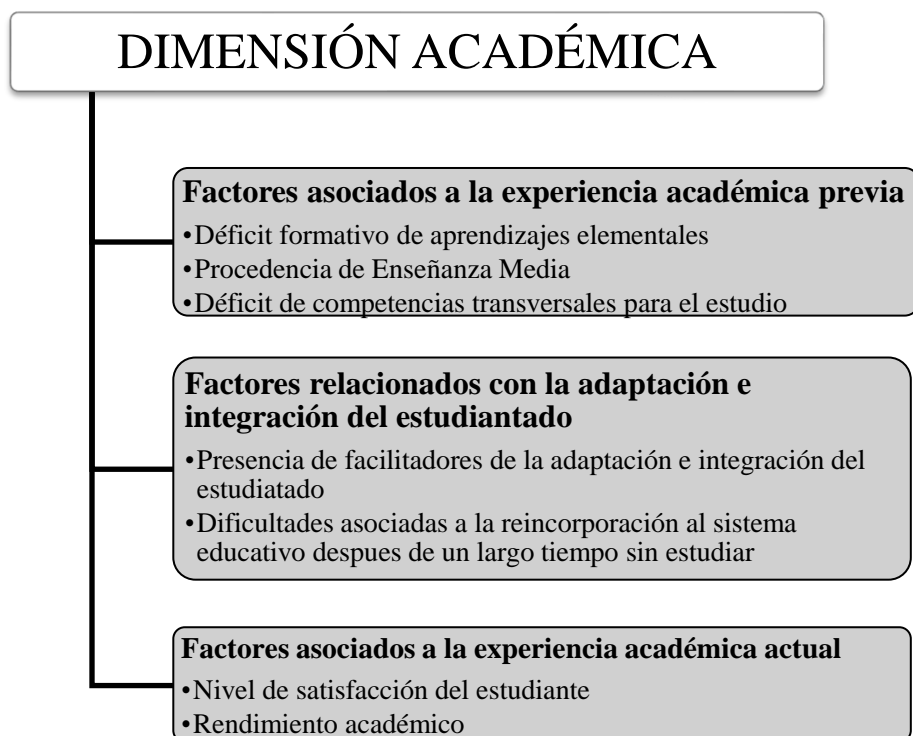 DIMENSIÓN ACADÉMICA
Factores asociados a la experiencia académica previa
•Déficit formativo de aprendizajes elementales
•Procedencia de Enseñanza Media
•Déficit de competencias transversales para el estudio
Factores relacionados con la adaptación e
integración del estudiantado
•Presencia de facilitadores de la adaptación e integración del
estudiatado
•Dificultades asociadas a la reincorporación al sistema
educativo despues de un largo tiempo sin estudiar
Factores asociados a la experiencia académica actual
•Nivel de satisfacción del estudiante
•Rendimiento académico